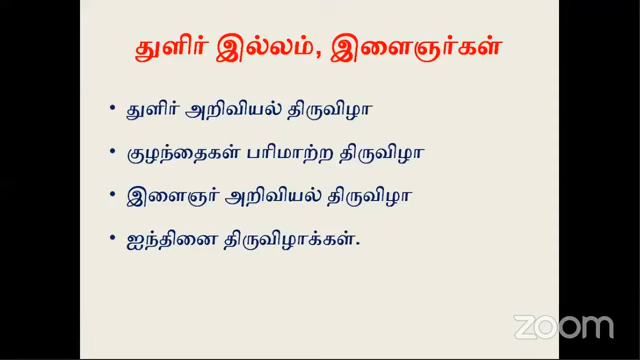 துளிர் இல்லம், இளைஞர்கள்
• துளிர் அறிவியல் திருவிழா
• குழந்தைகள் பரிமாற்ற திருவிழா
• இளைஞர் அறிவியல் திருவிழா
• ஐந்தினை திருவிழாக்கள்.
zoom